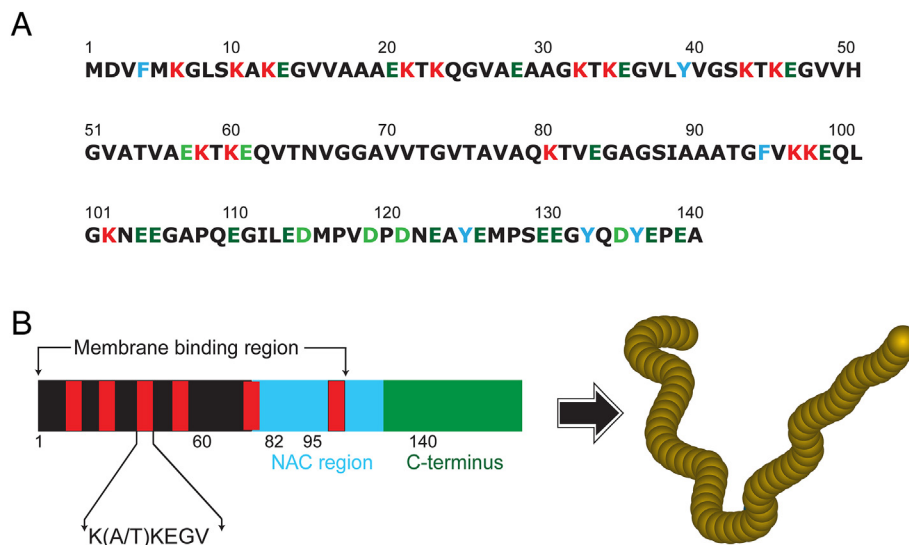 A
1 10 20 30 40 50
MDVFMKGLSKAKEGVVAAAEKTKQGVAEAAGKTKEGVLYVGSKTKEGVVH
51 60 70 80 90 100
GVATVAEKTKEQVTNVGGAVVTGVTAVAQKTVEGAGSIAAATGFVKKEQL
101 110 120 130 140
GKNEEGAPQEGILEDMPVDPDNEAYEMPSEEGYQDYEPEA
B
Membrane binding region
1 60 82 95 140
NAC region C-terminus
K(A/T)KEGV